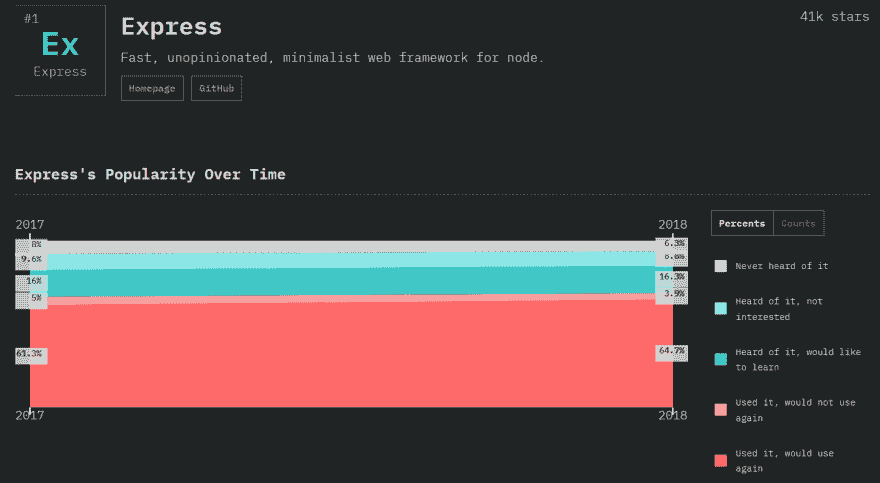 #1
Ex
Express
Express
41k stars
Fast, unopinionated, minimalist web framework for node.
Homepage
GitHub
Express's Popularity Over Time
Percents
Counts
2017
2018
8%
6.3%
9.6%
16%
16.3%
5%
3.9%
61.3%
64.7%
2017
2018
Never heard of it
Heard of it, not
interested
Heard of it, would like
to learn
Used it, would not use
again
Used it, would use
again